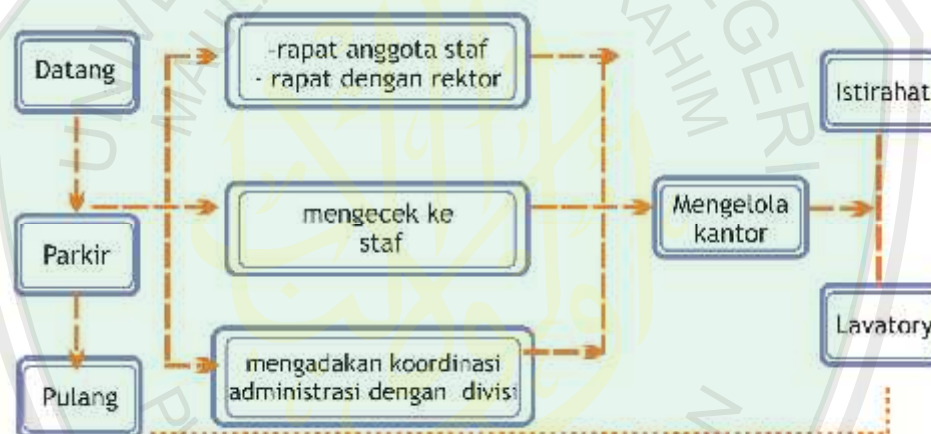 Datang
-rapat anggota staf
- rapat dengan rektor
Istirahat
mengecek ke
staf
Mengelola
kantor
Parkir
mengadakan koordinasi
administrasi dengan divisi
Lavatory
Pulang